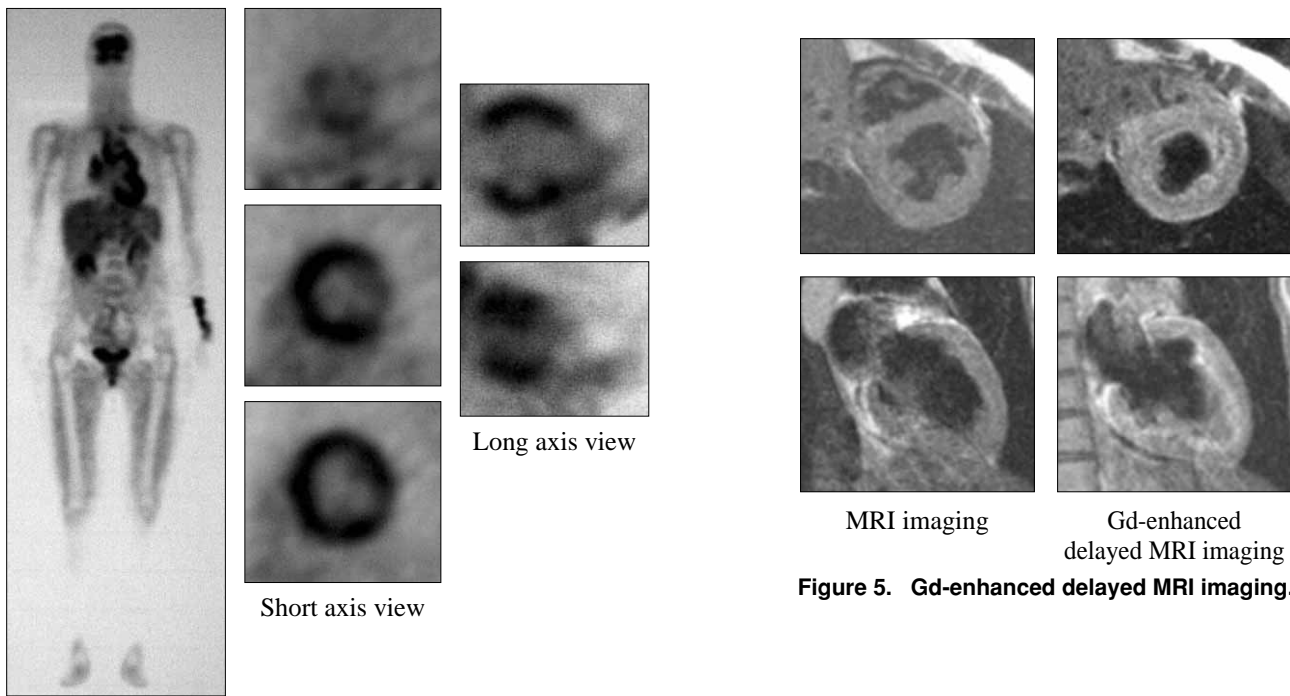 Long axis view
Short axis view
MRI imaging
Gd-enhanced
delayed MRI imaging
Figure 5. Gd-enhanced delayed MRI imaging.